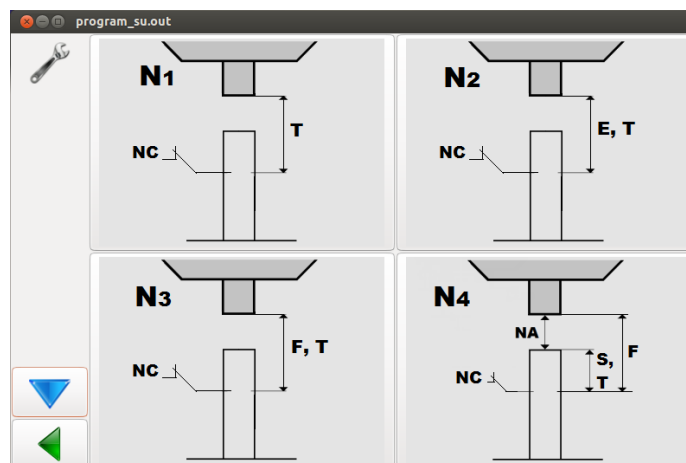 program_su.out
N1
T
NC
N2
E, T
NC
N3
F, T
NC
N4
NA
S, F
T
NC